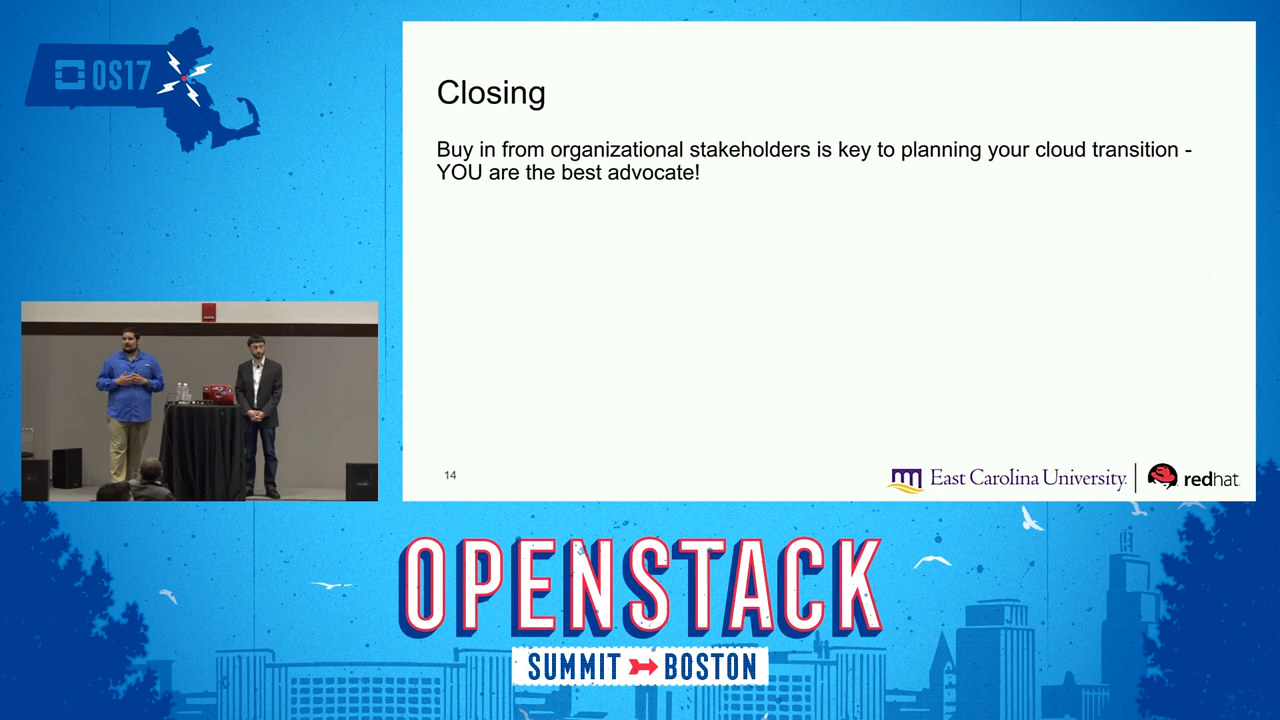 OS17
Closing
Buy in from organizational stakeholders is key to planning your cloud transition -
YOU are the best advocate!
14
East Carolina University
redhat
OPENSTACK
SUMMIT BOSTON